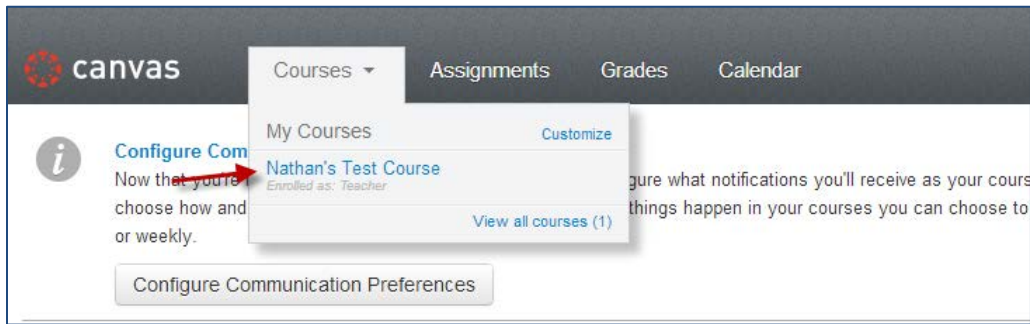 canvas
Courses Assignments Grades Calendar
My Courses Customize
Nathan's Test Course
Enrolled as: Teacher
View all courses (1)
Configure Com
Now that you're gure what notifications you'll receive as your cours
choose how and things happen in your courses you can choose to
or weekly.
Configure Communication Preferences